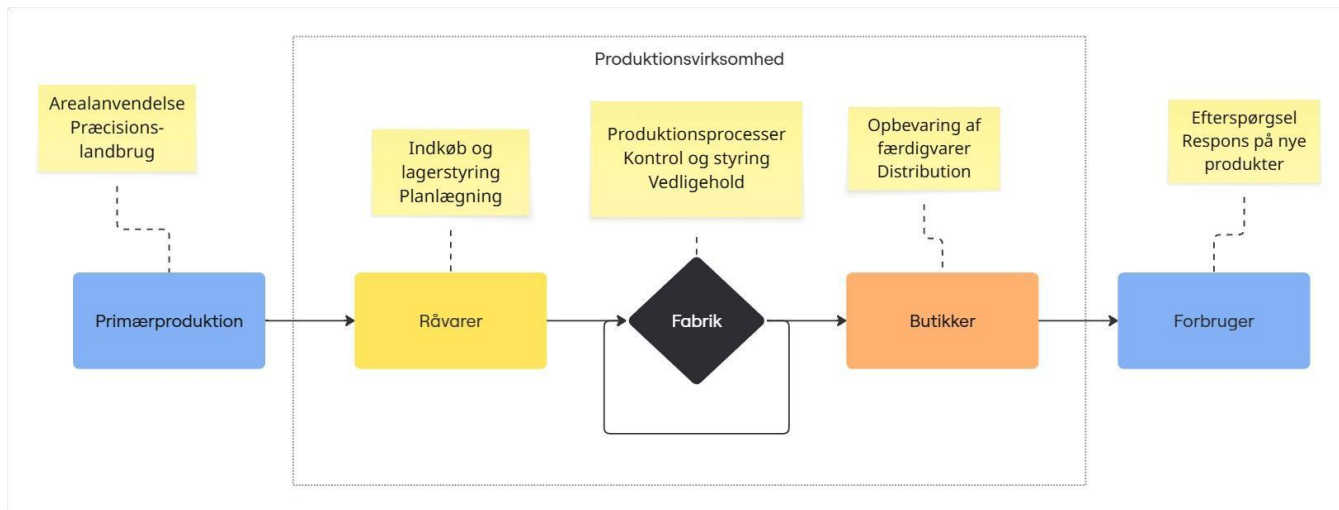 Produktionsvirksomhed
Arealanvendelse
Præcisions-
landbrug
Indkøb og
lagerstyring
Planlægning
Produktionsprocesser
Kontrol og styring
Vedligehold
Opbevaring af
færdigvarer
Distribution
Efterspørgsel
Respons på nye
produkter
Primærproduktion
Råvarer
Fabrik
Butikker
Forbruger